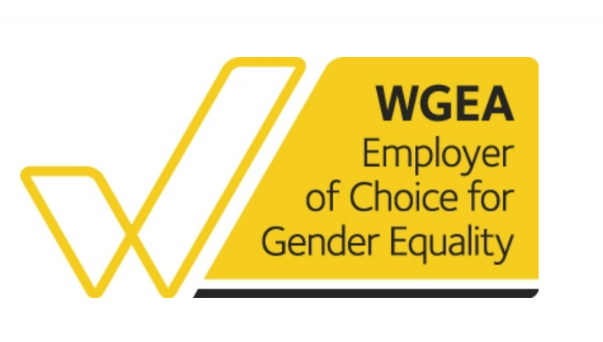 WGEA
Employer
of Choice for
Gender Equality